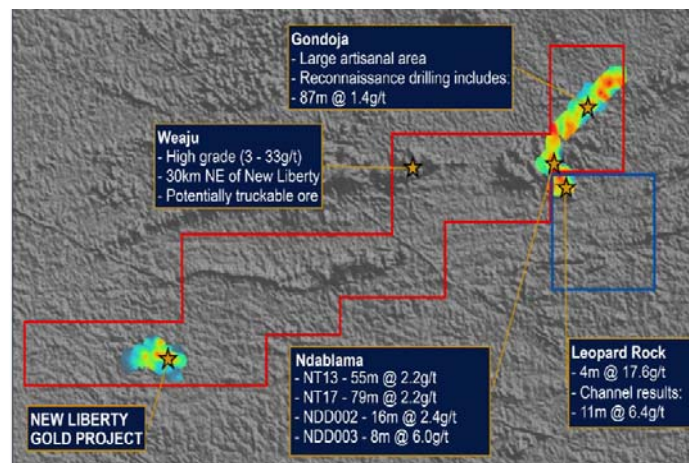 Gondoja
- Large artisanal area
- Reconnaissance drilling includes:
- 87m @ 1.4g/t
Weaju
- High grade (3 - 33g/t)
- 30km NE of New Liberty
- Potentially truckable ore
Ndablama
- NT13 - 55m @ 2.2g/t
- NT17 - 79m @ 2.2g/t
- NDD002 - 16m @ 2.4g/t
- NDD003 - 8m @ 6.0g/t
Leopard Rock
- 4m @ 17.6g/t
- Channel results:
- 11m @ 6.4g/t
NEW LIBERTY
GOLD PROJECT